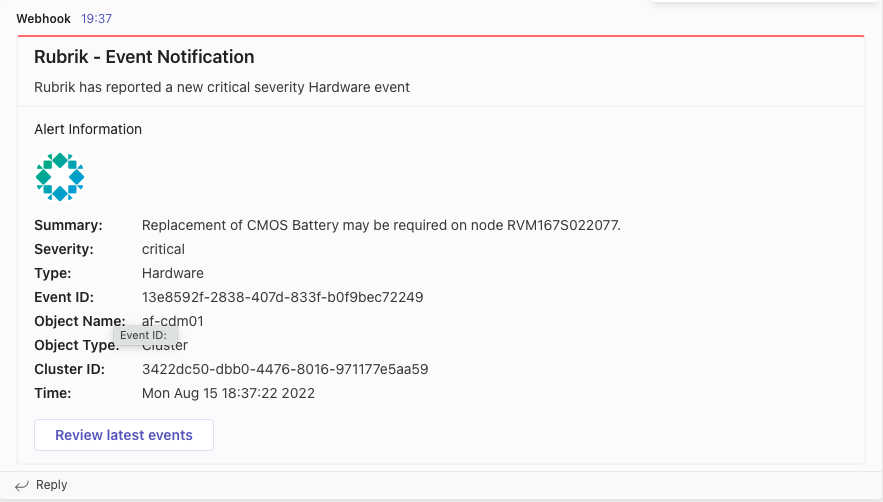 Webhook 19:37
Rubrik - Event Notification
Rubrik has reported a new critical severity Hardware event
Alert Information
Summary: Replacement of CMOS Battery may be required on node RVM167S022077.
Severity: critical
Type: Hardware
Event ID: 13e8592f-2838-407d-833f-b0f9bec72249
Object Name: af-cdm01
Event ID:
Object Type: Cluster
Cluster ID: 3422dc50-dbb0-4476-8016-971177e5aa59
Time: Mon Aug 15 18:37:22 2022
Review latest events
Reply